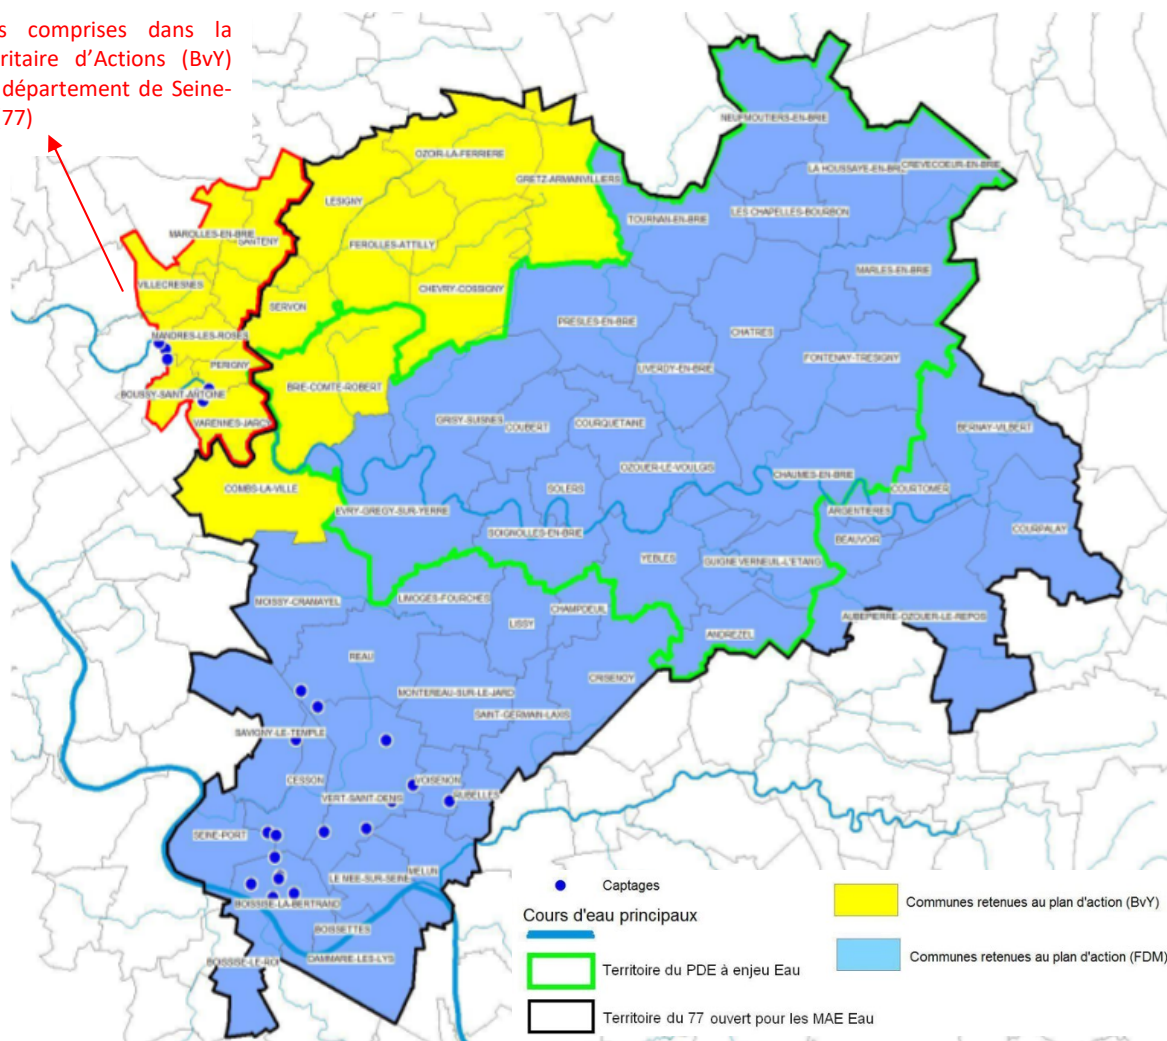 s comprises dans la
ritaire d'Actions (BvY)
département de Seine-
77)
NEUFMOUTIERS-EN-BRIE
OZOIR-LA-FERRIERE
LA HOUSSAYE-EN-BRIE
CREVECOEUR-EN-BRIE
GRETZ-ARMAINVILLIERS
LESIGNY
TOURNAN-EN-BRIE
LES CHAPELLES-BOURBON
MAROLLES-EN-BRIE
SANTENY
FEROLLES-ATTILLY
MARLES-EN-BRIE
VILLECRESNES
CHEVRY-COSSIGNY
SERVON
PRESLES-EN-BRIE
CHATRES
MANDRES-LES-ROSES
FONTENAY-TRESIGNY
PERIGNY
LIVERDY-EN-BRIE
BRIE-COMTE-ROBERT
BOUSSY-SAINT-ANTOINE
GRISY-SUISNES
COUBERT
COURQUETAINE
VARENNES-JARCY
BERNAY-VILBERT
OZOUER-LE-VOULGIS
CHAUMES-EN-BRIE
COMBS-LA-VILLE
SOLERS
COURTOMER
EVRY-GREGY-SUR-YERRE
ARGENTIERES
SOIGNOLLES-EN-BRIE
BEAUVOIR
COURPALAY
YEBLES
GUIGNE
VERNEUIL-L'ETANG
MOISSY-CRAMAYEL
LIMOGES-FOURCHES
CHAMPDEUIL
LISSY
AUBEPIERRE-OZOUER-LE-REPOS
ANDREZEL
REAU
CRISENOY
MONTEREAU-SUR-LE-JARD
SAINT-GERMAIN-LAXIS
SAVIGNY-LE-TEMPLE
CESSON
VOISENON
VERT-SAINT-DENIS
RUBELLES
SEINE-PORT
MELUN
LE MEE-SUR-SEINE
BOISSISE-LA-BERTRAND
BOISSETTES
DAMMARIE-LES-LYS
BOISSISE-LE-ROI
Captages
Cours d'eau principaux
Territoire du PDE à enjeu Eau
Territoire du 77 ouvert pour les MAE Eau
Communes retenues au plan d'action (BvY)
Communes retenues au plan d'action (FDM)